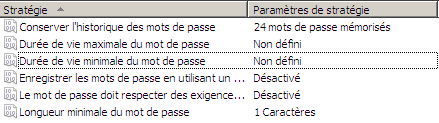 Stratégie Paramètres de stratégie
Conserver l'historique des mots de passe 24 mots de passe mémorisés
Durée de vie maximale du mot de passe Non défini
Durée de vie minimale du mot de passe Non défini
Enregistrer les mots de passe en utilisant un ... Désactivé
Le mot de passe doit respecter des exigence... Désactivé
Longueur minimale du mot de passe 1 Caractères